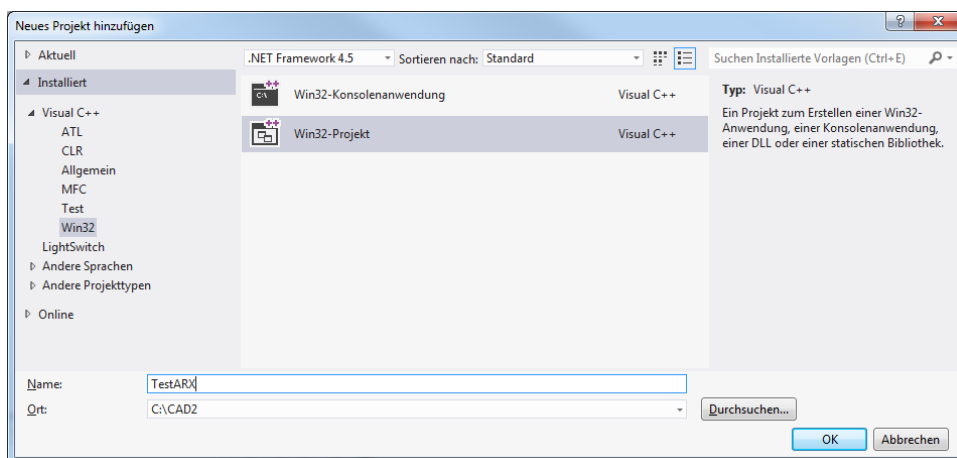 Neues Projekt hinzufügen
Aktuell
.NET Framework 4.5 Sortieren nach: Standard
Suchen Installierte Vorlagen (Ctrl+E)
Installiert
Visual C++
ATL
CLR
Allgemein
MFC
Test
Win32
LightSwitch
Andere Sprachen
Andere Projekttypen
Online
Win32-Konsolenanwendung Visual C++
Win32-Projekt Visual C++
Typ: Visual C++
Ein Projekt zum Erstellen einer Win32-
Anwendung, einer Konsolenanwendung,
einer DLL oder einer statischen Bibliothek.
Name: TestARX
Ort: C:\CAD2 Durchsuchen...
OK Abbrechen